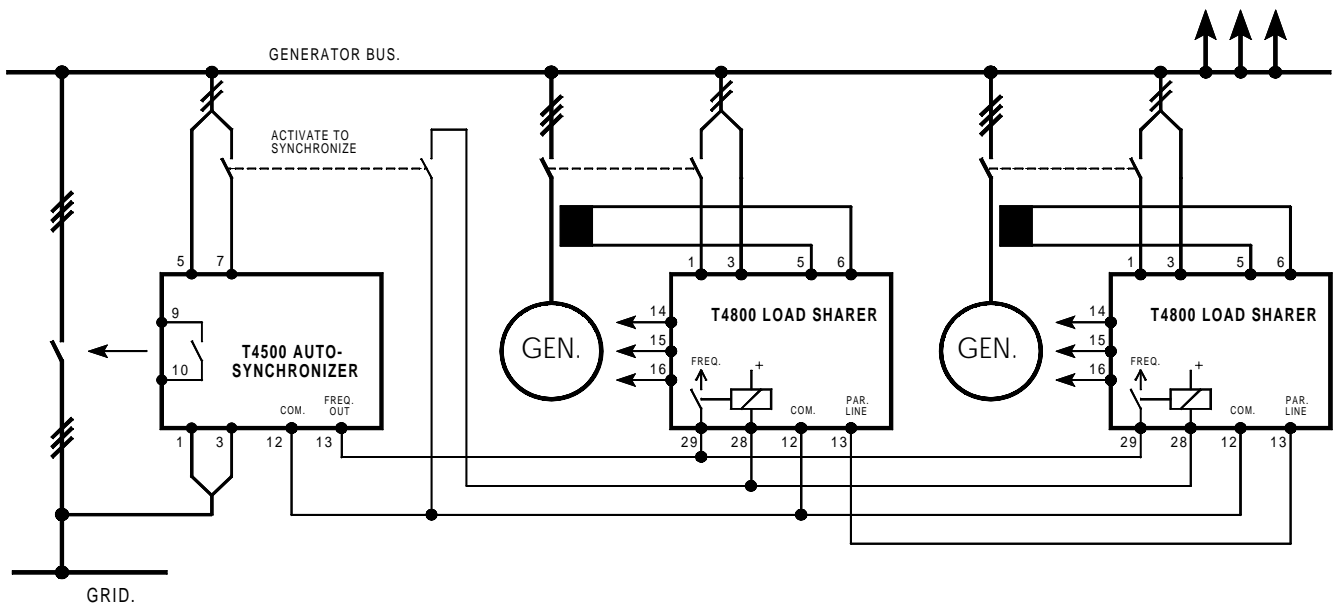 GENERATOR BUS.
ACTIVATE TO
SYNCHRONIZE
5 7
1 3 5 6
1 3 5 6
9
10
T4500 AUTO-
SYNCHRONIZER
COM.
FREQ.
OUT
1 3 12 13
GEN.
T4800 LOAD SHARER
14
15
16
FREQ.
+
COM.
PAR.
LINE
29 28 12 13
GEN.
T4800 LOAD SHARER
14
15
16
FREQ.
+
COM.
PAR.
LINE
29 28 12 13
GRID.